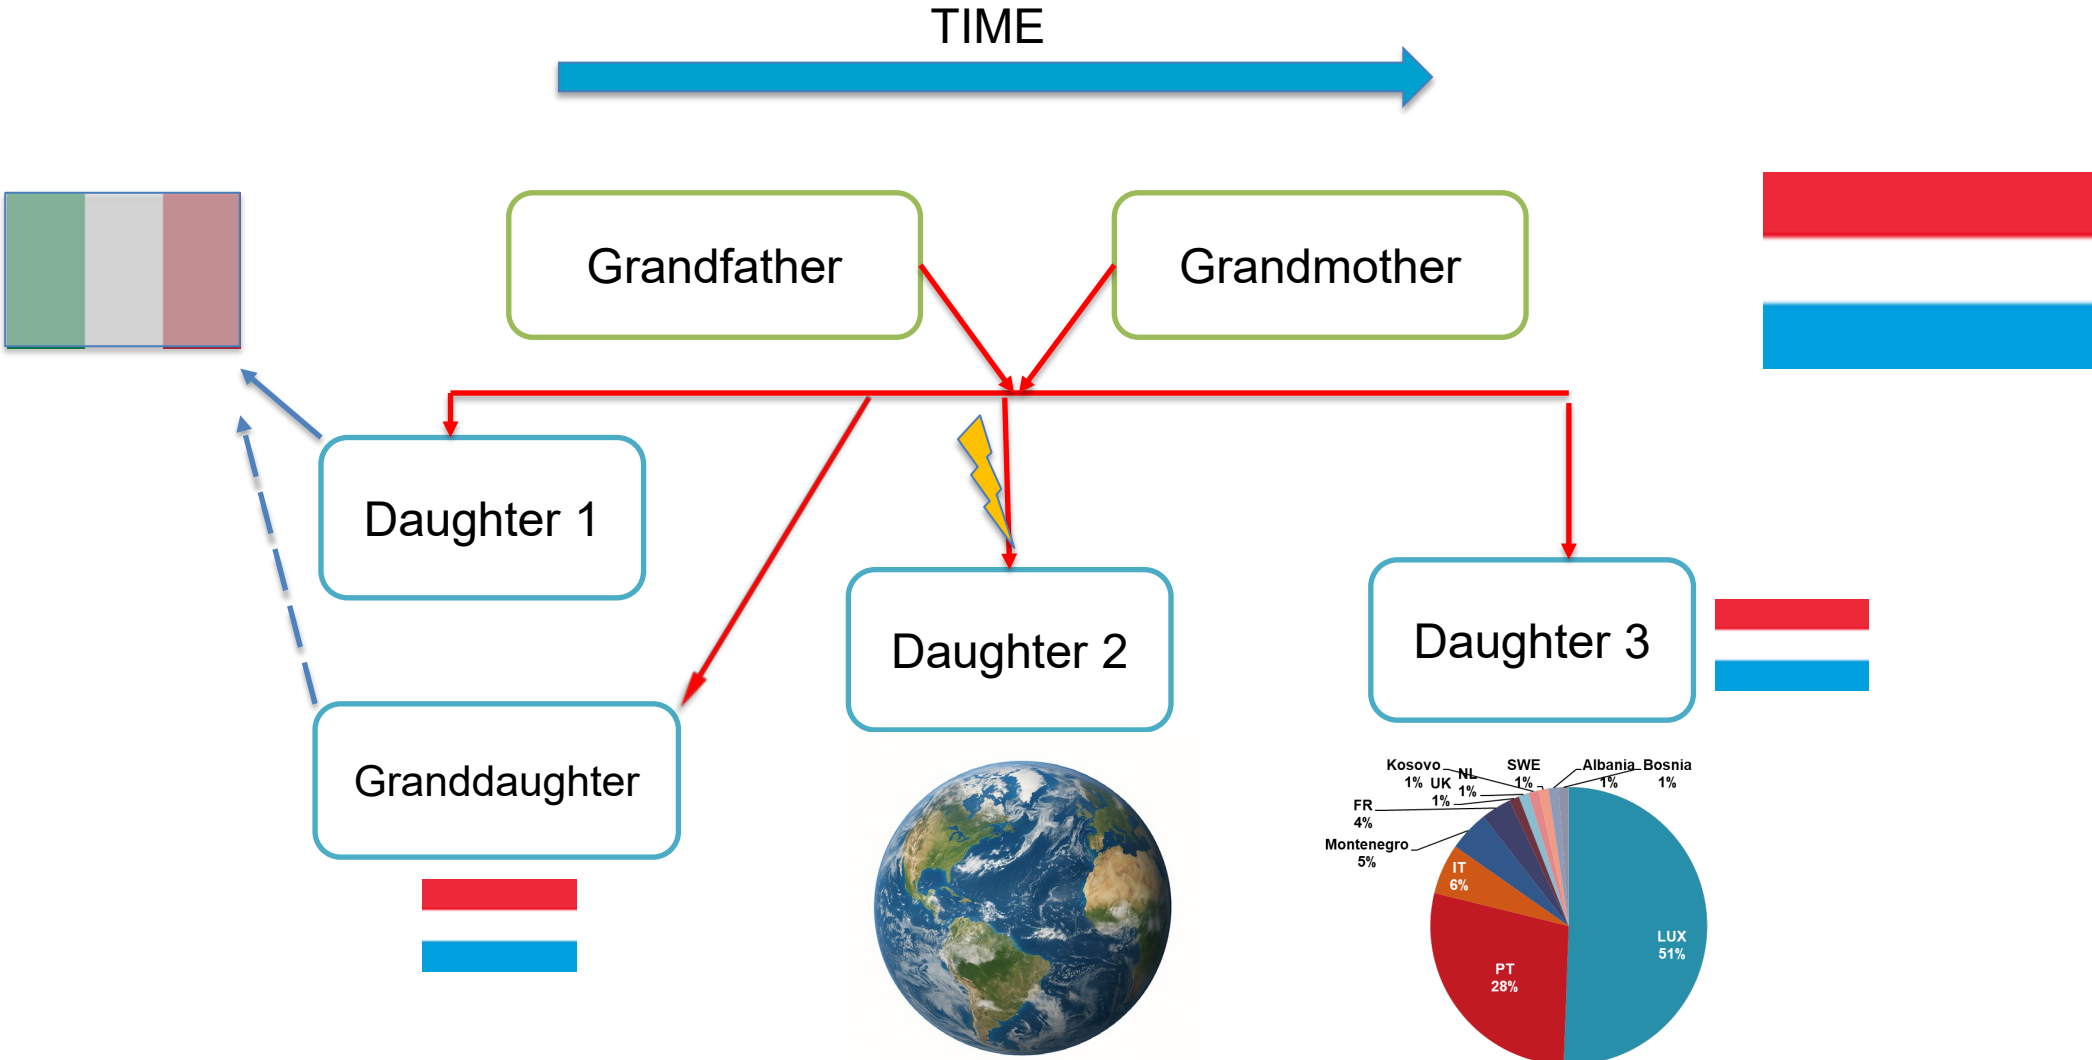 TIME
Grandfather
Grandmother
Daughter 1
Daughter 2
Daughter 3
Granddaughter
Kosovo
1%
UK
1%
NL
1%
SWE
1%
Albania
1%
Bosnia
1%
FR
4%
Montenegro
5%
IT
6%
LUX
51%
PT
28%